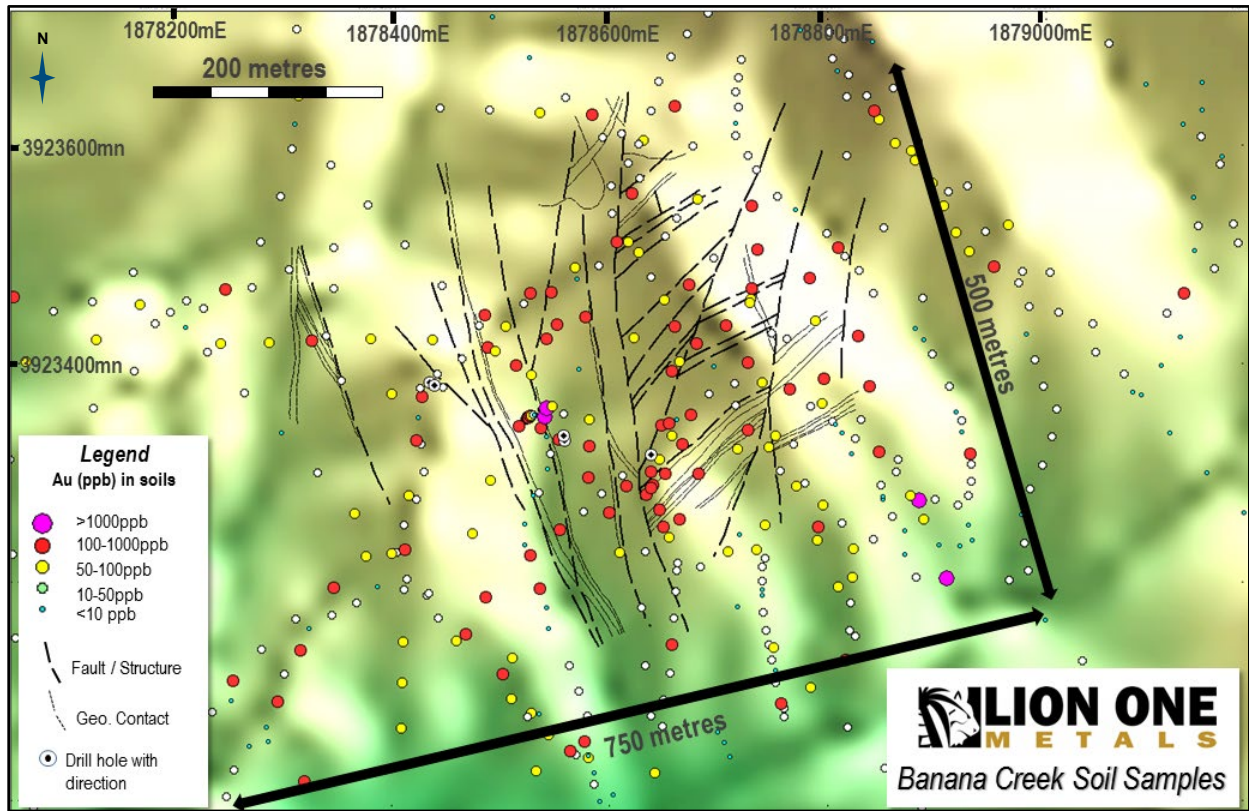 1878200mE
1878400mE
1878600mE
1878800mE
1879000mE
N
200 metres
3923600mn
3923400mn
500 metres
750 metres
Legend
Au (ppb) in soils
>1000ppb
100-1000ppb
50-100ppb
10-50ppb
<10 ppb
Fault / Structure
Geo. Contact
Drill hole with
direction
LION ONE
METALS
Banana Creek Soil Samples